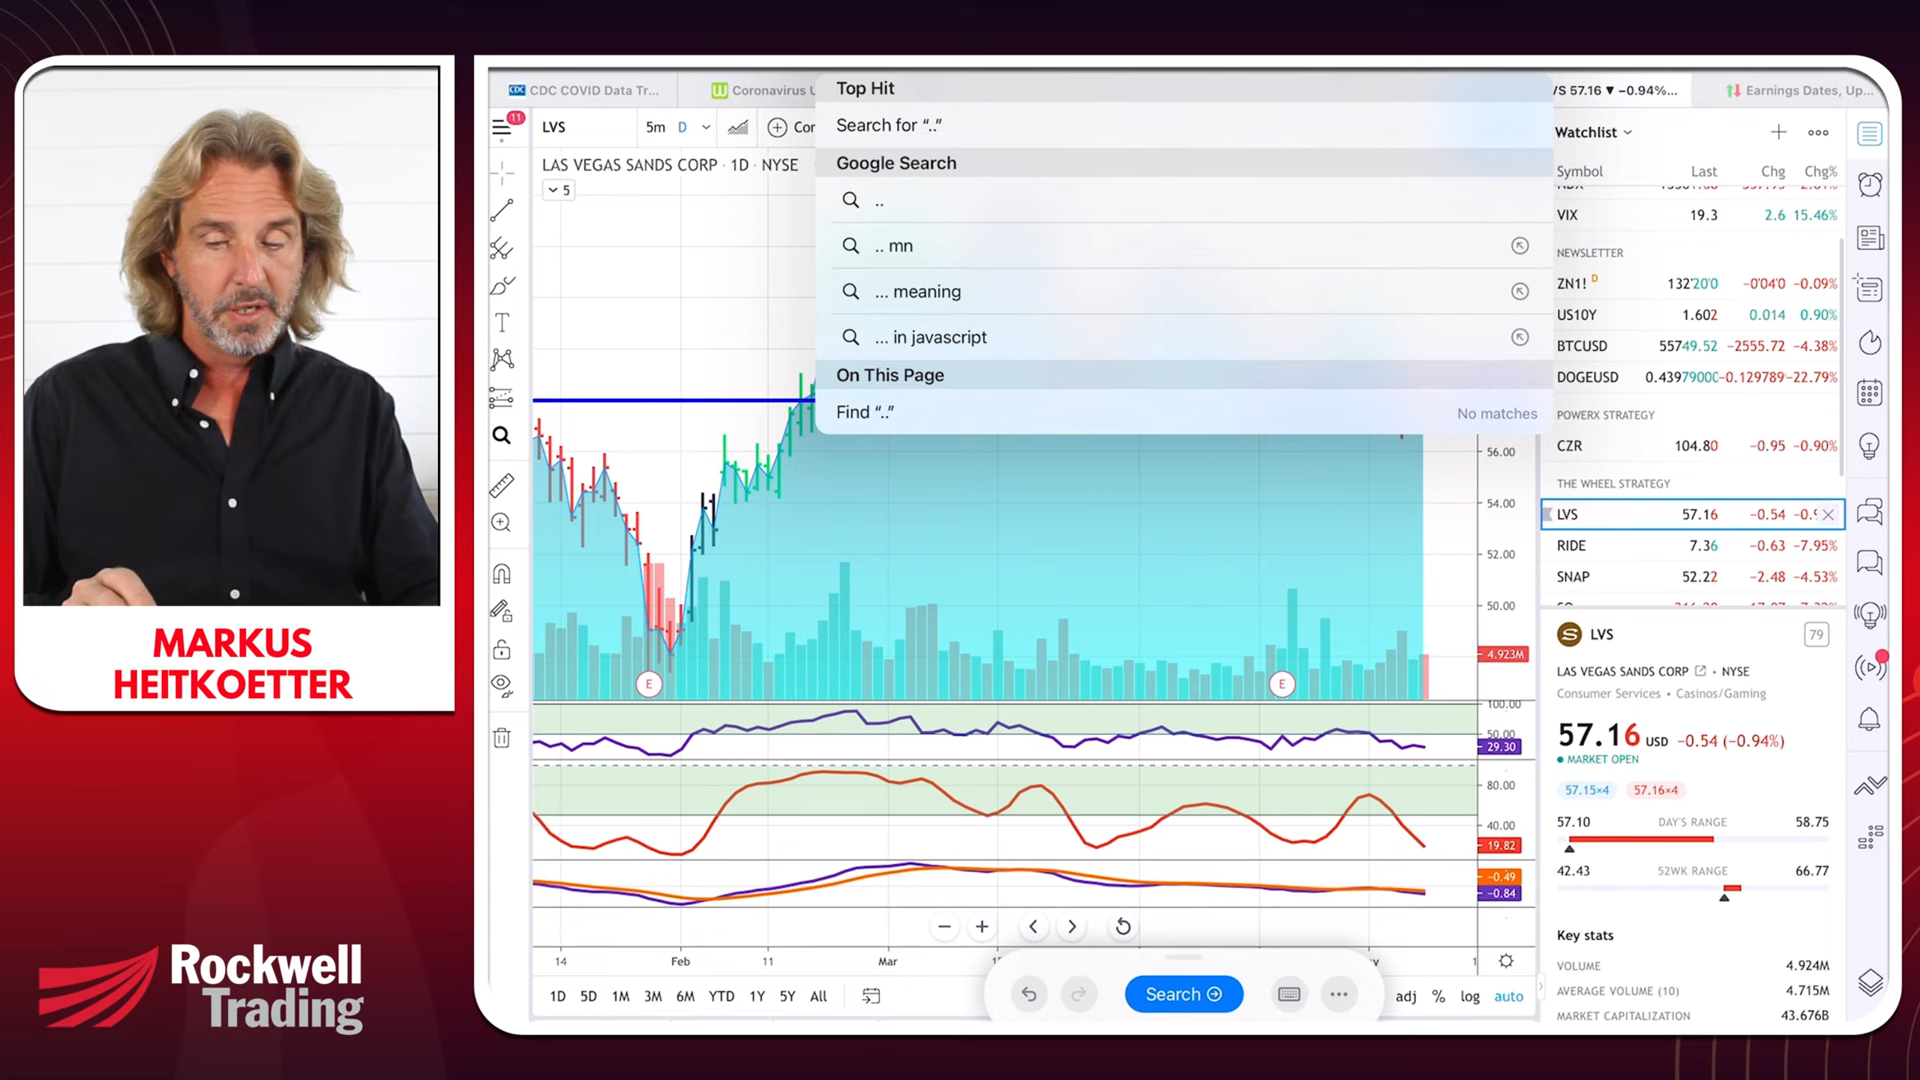 MARKUS
HEITKOETTER
Rockwell
Trading
CDC COVID Data Tr...
Coronavirus U
/S 57.16 ▼ −0.94%...
Earnings Dates, Up...
11
LVS
5m D
Con
LAS VEGAS SANDS CORP · 1D · NYSE
5
Top Hit
Search for “..”
Google Search
..
.. mn
... meaning
... in javascript
On This Page
Find “..” No matches
56.00
54.00
52.00
50.00
4.923M
E
E
100.00
50.00
29.30
80.00
40.00
19.82
−0.49
−0.84
14 Feb 11 Mar
1D 5D 1M 3M 6M YTD 1Y 5Y All
Search
adj % log auto
Watchlist
Symbol Last Chg Chg%
VIX 19.3 2.6 15.46%
NEWSLETTER
ZN1! D 132'20'0 −0'04'0 −0.09%
US10Y 1.602 0.014 0.90%
BTCUSD 55749.52 −2555.72 −4.38%
DOGEUSD 0.4397900C −0.129789 −22.79%
POWERX STRATEGY
CZR 104.80 −0.95 −0.90%
THE WHEEL STRATEGY
LVS 57.16 −0.54 −0.9
RIDE 7.36 −0.63 −7.95%
SNAP 52.22 −2.48 −4.53%
S LVS 79
LAS VEGAS SANDS CORP • NYSE
Consumer Services • Casinos/Gaming
57.16 USD −0.54 (−0.94%)
MARKET OPEN
57.15×4 57.16×4
57.10 DAY'S RANGE 58.75
42.43 52WK RANGE 66.77
Key stats
VOLUME 4.924M
AVERAGE VOLUME (10) 4.715M
MARKET CAPITALIZATION 43.676B